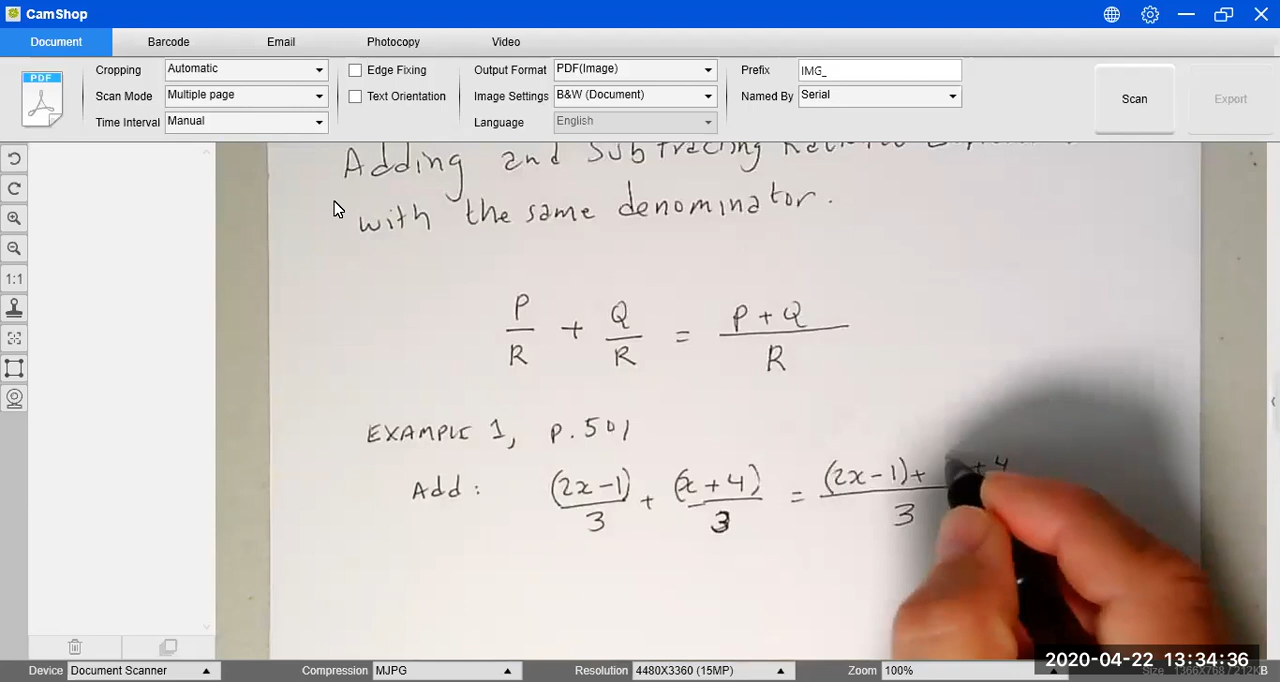 CamShop
Document Barcode Email Photocopy Video
PDF Cropping Automatic Edge Fixing Output Format PDF(Image) Prefix IMG_
Scan Mode Multiple page Text Orientation Image Settings B&W (Document) Named By Serial Scan Export
Time Interval Manual Language English
1:1
Adding and Subtracting Rational
with the same denominator.
P/R + Q/R = P+Q/R
EXAMPLE 1, p.501
Add: (2x-1)/3 + (x+4)/3 = (2x-1)+ +4/3
Device Document Scanner Compression MJPG Resolution 4480X3360 (15MP) Zoom 100%
2020-04-22 13:34:36